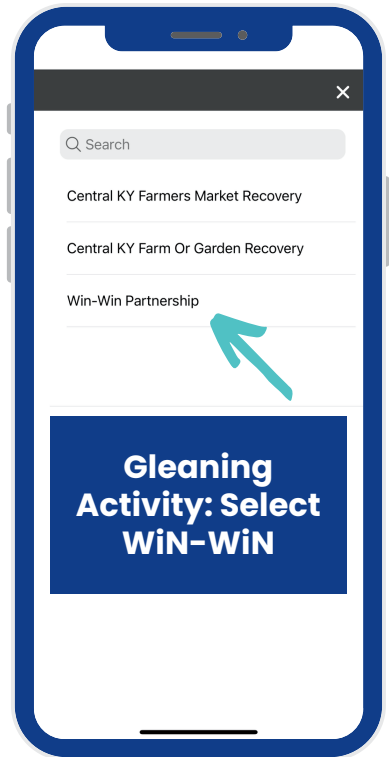 Search
Central KY Farmers Market Recovery
Central KY Farm Or Garden Recovery
Win-Win Partnership
Gleaning
Activity: Select
WiN-WiN